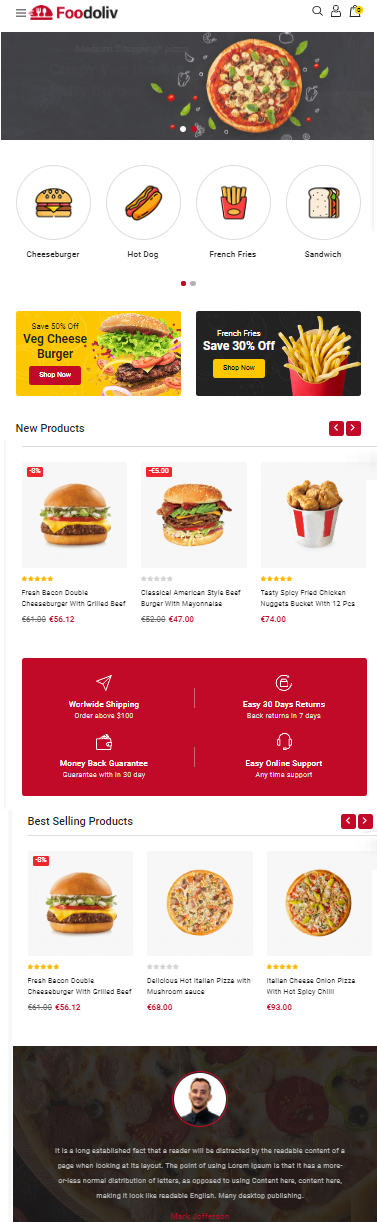 Foodoliv
0
Cheeseburger
Hot Dog
French Fries
Sandwich
Save 50% Off
Veg Cheese
Burger
Shop Now
French Fries
Save 30% Off
Shop Now
New Products
-8%
-€5.00
Fresh Bacon Double
Cheeseburger With Grilled Beef
€61.00 €56.12
Classical American Style Beef
Burger With Mayonnaise
€52.00 €47.00
Tasty Spicy Fried Chicken
Nuggets Bucket With 12 Pcs
€74.00
Worlwide Shipping
Order above $100
Easy 30 Days Returns
Back returns in 7 days
Money Back Guarantee
Guarantee with in 30 day
Easy Online Support
Any time support
Best Selling Products
-8%
Fresh Bacon Double
Cheeseburger With Grilled Beef
€61.00 €56.12
Delicious Hot Italian Pizza with
Mushroom sauce
€68.00
Italian Cheese Onion Pizza
With Hot Spicy Chilli
€93.00
It is a long established fact that a reader will be distracted by the readable content of a
page when looking at its layout. The point of using Lorem Ipsum is that it has a more-
or-less normal distribution of letters, as opposed to using Content here, content here,
making it look like readable English. Many desktop publishing.
Mark Jofferson